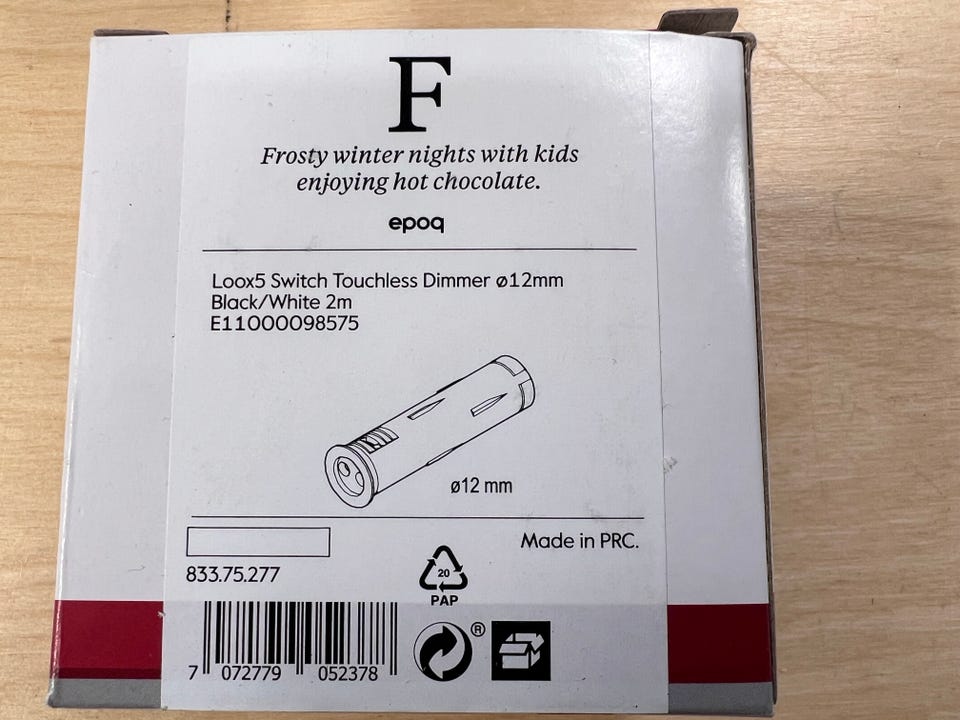 F
Frosty winter nights with kids
enjoying hot chocolate.
epoq
Loox5 Switch Touchless Dimmer ø12mm
Black/White 2m
E11000098575
ø12 mm
Made in PRC.
833.75.277
20
PAP
®
7 072779 052378